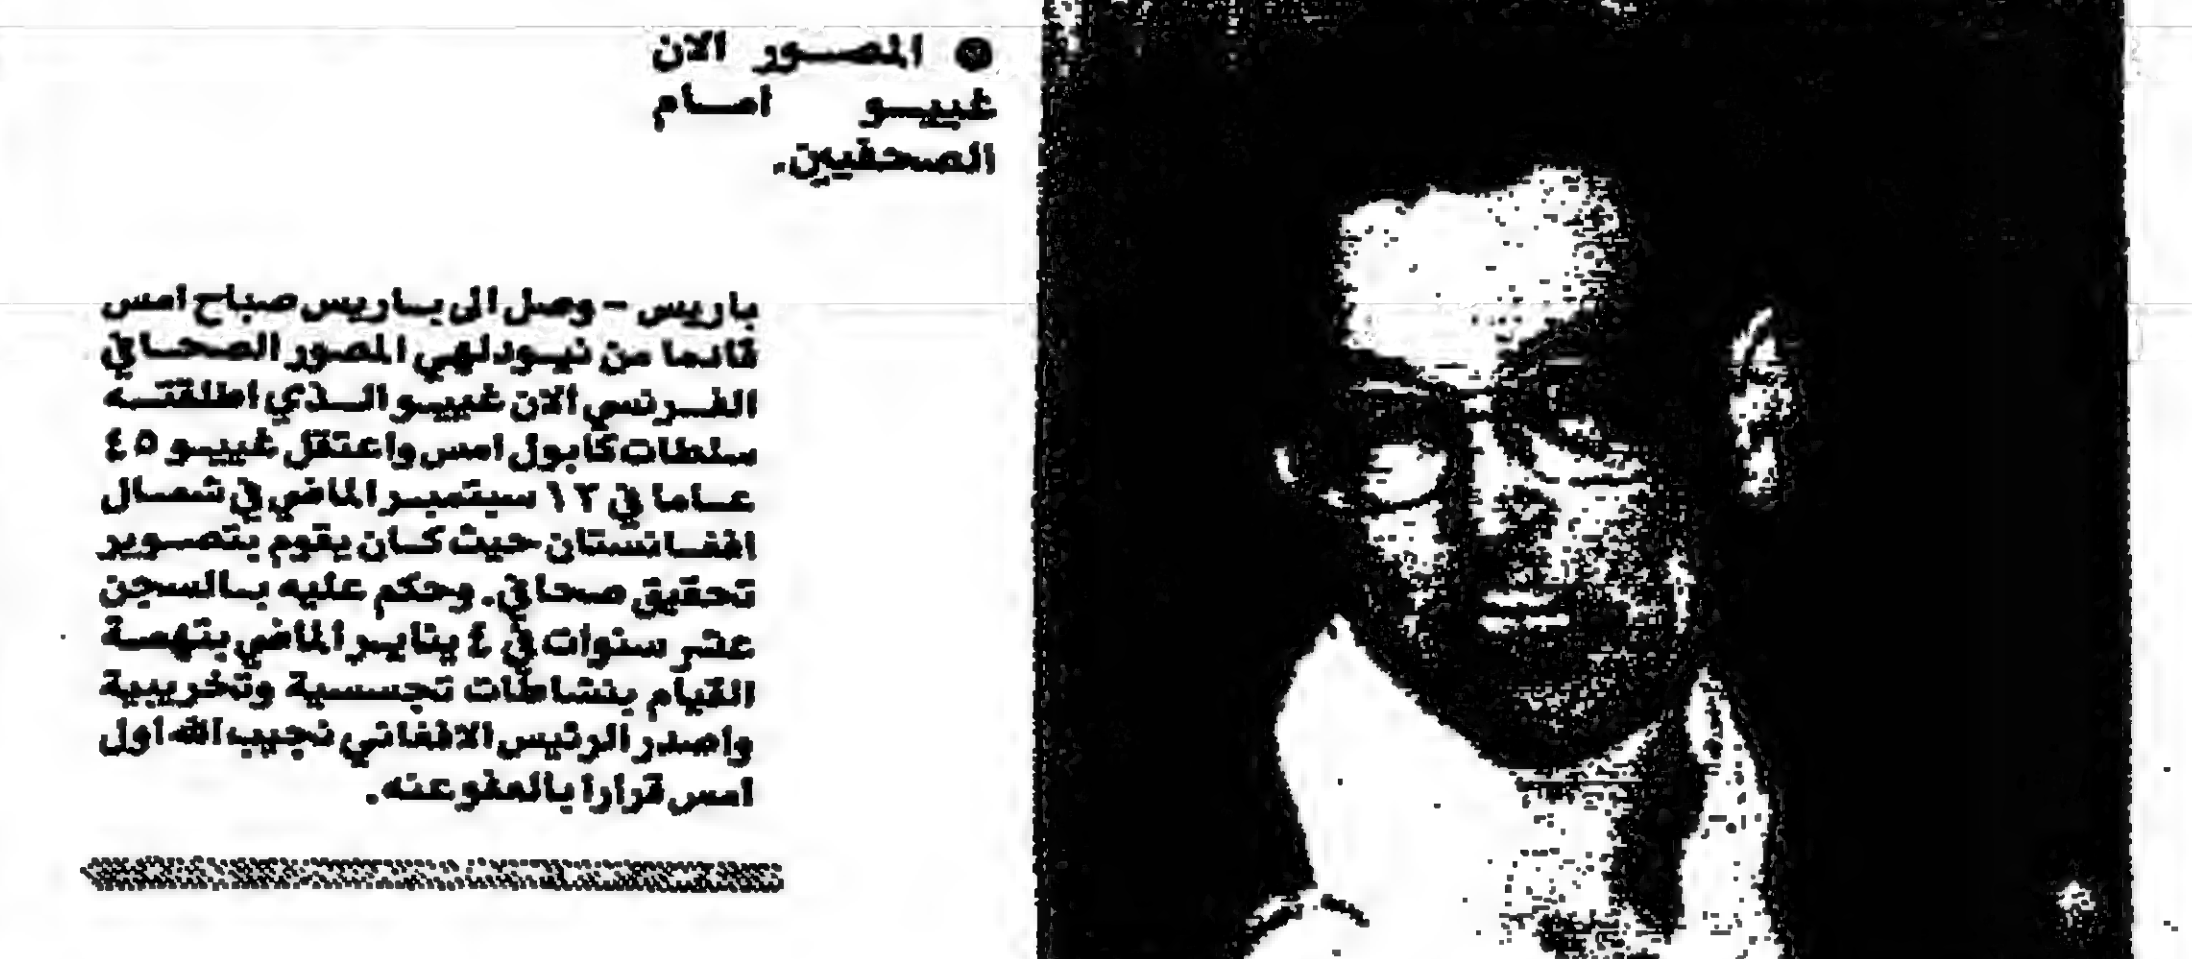 ● المصور الان
غيبو امام
الصحفيين.
باريس - وصل الى باريس صباح امس
قادما من نيودلهي المصور الصحافي
الفرنسي الان غيبو الذي اطلقته
سلطات كابول امس واعتقل غيبو ٤٥
عاما في ١٢ سبتمبر الماضي في شمال
افغانستان حيث كان يقوم بتصوير
تحقيق صحافي. وحكم عليه بالسجن
عشر سنوات في ٤ يناير الماضي بتهمة
القيام بنشاطات تجسسية وتخريبية
واصدر الرئيس الافغاني نجيب الله اول
امس قرارا بالعفو عنه.